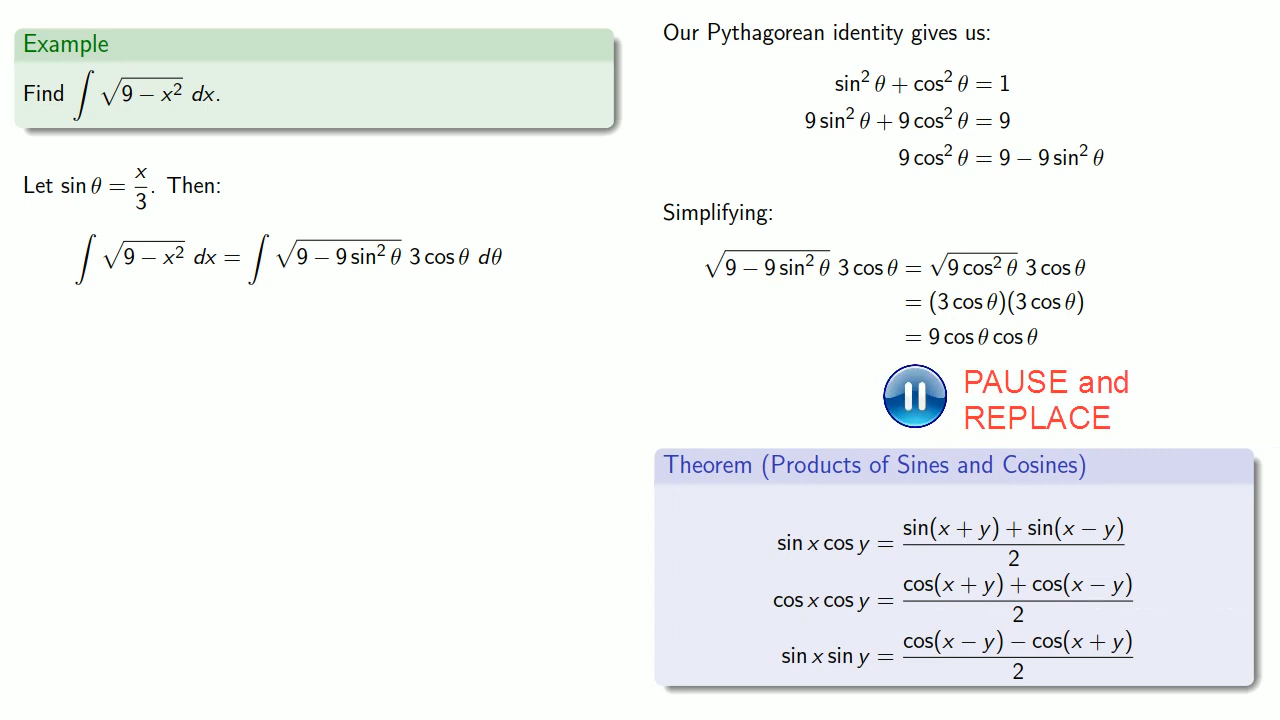 Example
Find ∫ √(9 − x²) dx.
Let sin θ = x/3. Then:
∫ √(9 − x²) dx = ∫ √(9 − 9 sin² θ) 3 cos θ dθ
Our Pythagorean identity gives us:
sin² θ + cos² θ = 1
9 sin² θ + 9 cos² θ = 9
9 cos² θ = 9 − 9 sin² θ
Simplifying:
√(9 − 9 sin² θ) 3 cos θ = √(9 cos² θ) 3 cos θ
= (3 cos θ)(3 cos θ)
= 9 cos θ cos θ
PAUSE and
REPLACE
Theorem (Products of Sines and Cosines)
sin x cos y = (sin(x + y) + sin(x − y))/2
cos x cos y = (cos(x + y) + cos(x − y))/2
sin x sin y = (cos(x − y) − cos(x + y))/2